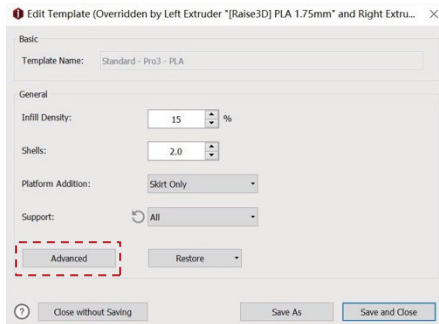 Edit Template (Overridden by Left Extruder "[Raise3D] PLA 1.75mm" and Right Extru...
Basic
Template Name: Standard - Pro3 - PLA
General
Infill Density: 15 %
Shells: 2.0
Platform Addition: Skirt Only
Support: All
Advanced Restore
? Close without Saving Save As Save and Close